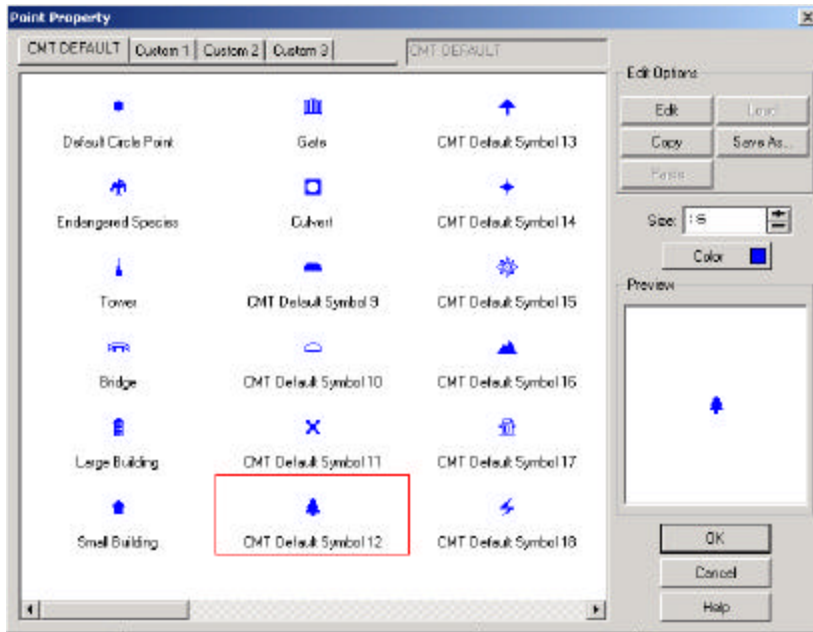 Point Property
CMT DEFAULT Custom 1 Custom 2 Custom 3 CMT DEFAULT
Edit Options
Edit Load
Copy Save As...
Paste
Size: 16
Color
Preview
Default Circle Point Gate CMT Default Symbol 13
Endangered Species Culvert CMT Default Symbol 14
Tower CMT Default Symbol 9 CMT Default Symbol 15
Bridge CMT Default Symbol 10 CMT Default Symbol 16
Large Building CMT Default Symbol 11 CMT Default Symbol 17
Small Building CMT Default Symbol 12 CMT Default Symbol 18
OK
Cancel
Help